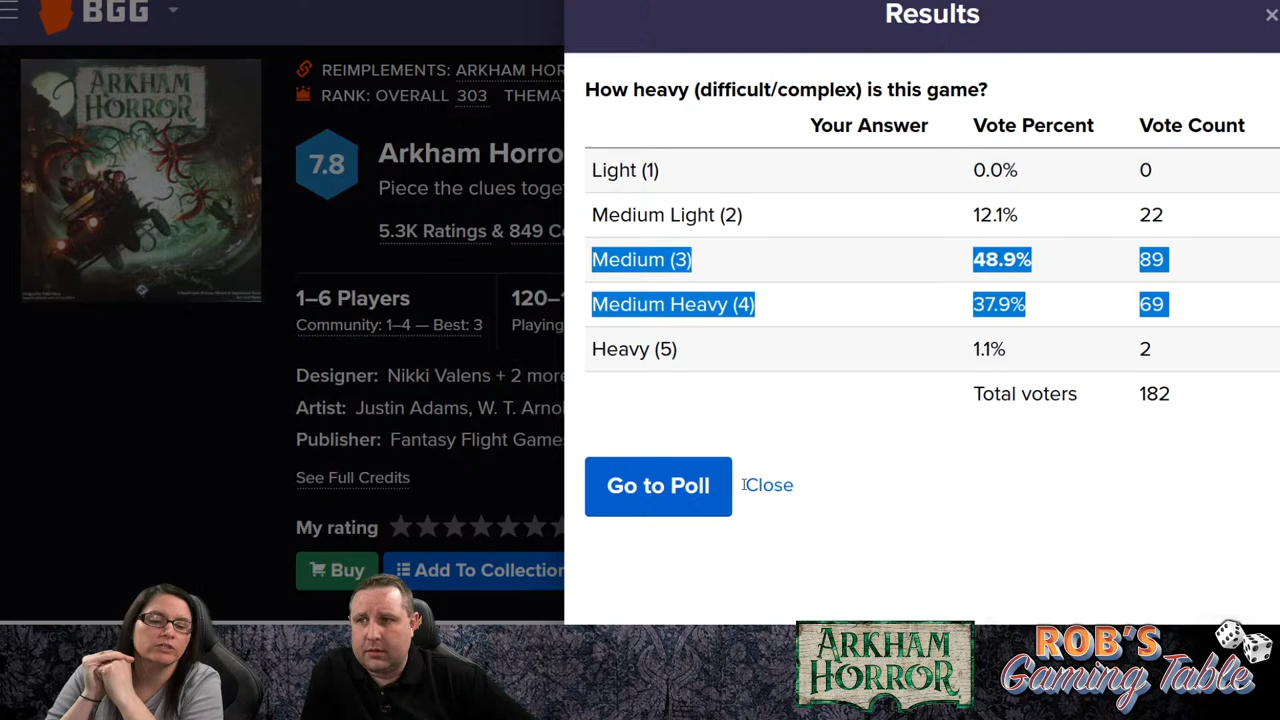 BGG
ARKHAM
HORROR
REIMPLEMENTS: ARKHAM HOR
RANK: OVERALL 303 THEMAT
7.8
Arkham Horro
Piece the clues toge
5.3K Ratings & 849 Co
1–6 Players
Community: 1–4 — Best: 3
120–1
Playing
Designer: Nikki Valens + 2 more
Artist: Justin Adams, W. T. Arno
Publisher: Fantasy Flight Game
See Full Credits
My rating
Buy
Add To Collection
Results
×
How heavy (difficult/complex) is this game?
Your Answer Vote Percent Vote Count
Light (1) 0.0% 0
Medium Light (2) 12.1% 22
Medium (3) 48.9% 89
Medium Heavy (4) 37.9% 69
Heavy (5) 1.1% 2
Total voters 182
Go to Poll Close
ARKHAM
HORROR
ROB'S
Gaming Table